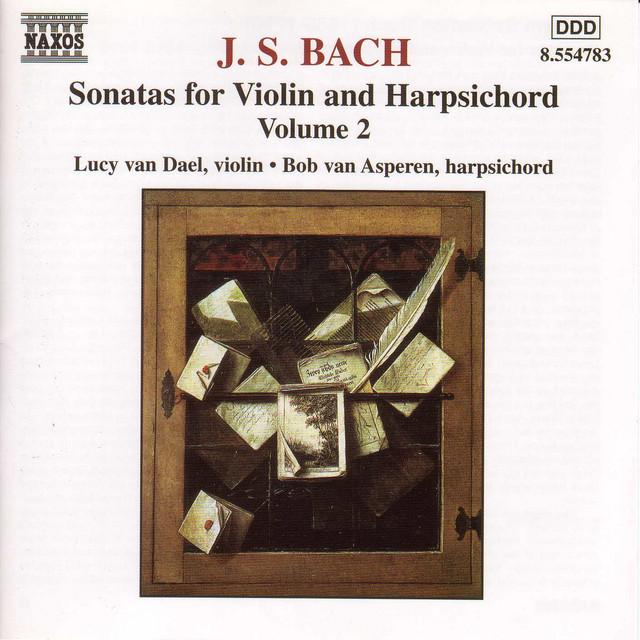 NAXOS
DDD
8.554783
J. S. BACH
Sonatas for Violin and Harpsichord
Volume 2
Lucy van Dael, violin • Bob van Asperen, harpsichord